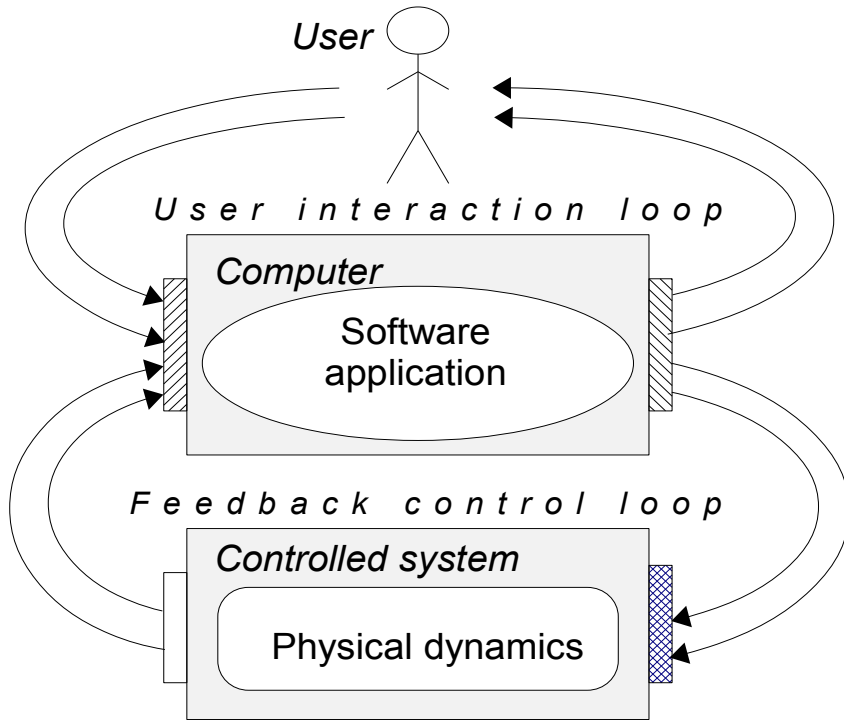 User
User interaction loop
Computer
Software
application
Feedback control loop
Controlled system
Physical dynamics